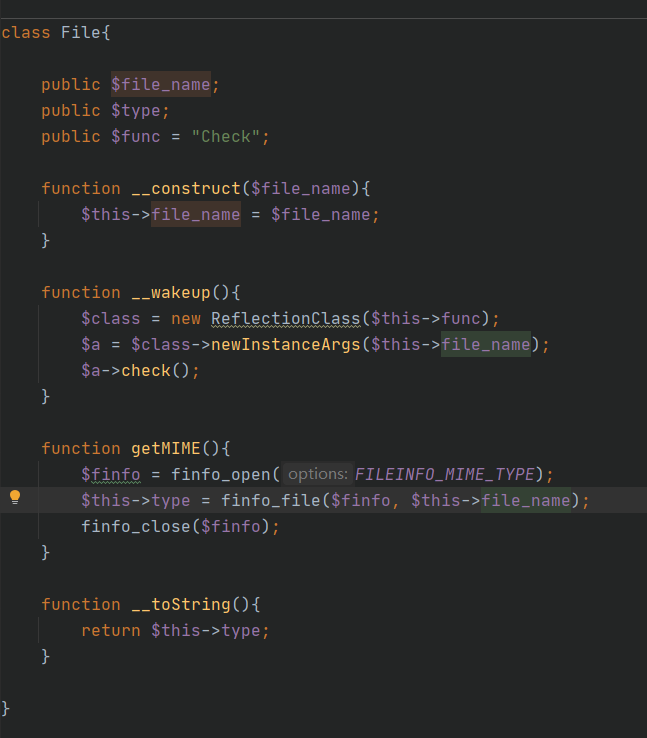 class File{
public $file_name;
public $type;
public $func = "Check";
function __construct($file_name){
$this->file_name = $file_name;
}
function __wakeup(){
$class = new ReflectionClass($this->func);
$a = $class->newInstanceArgs($this->file_name);
$a->check();
}
function getMIME(){
$finfo = finfo_open( options: FILEINFO_MIME_TYPE);
$this->type = finfo_file($finfo, $this->file_name);
finfo_close($finfo);
}
function __toString(){
return $this->type;
}
}